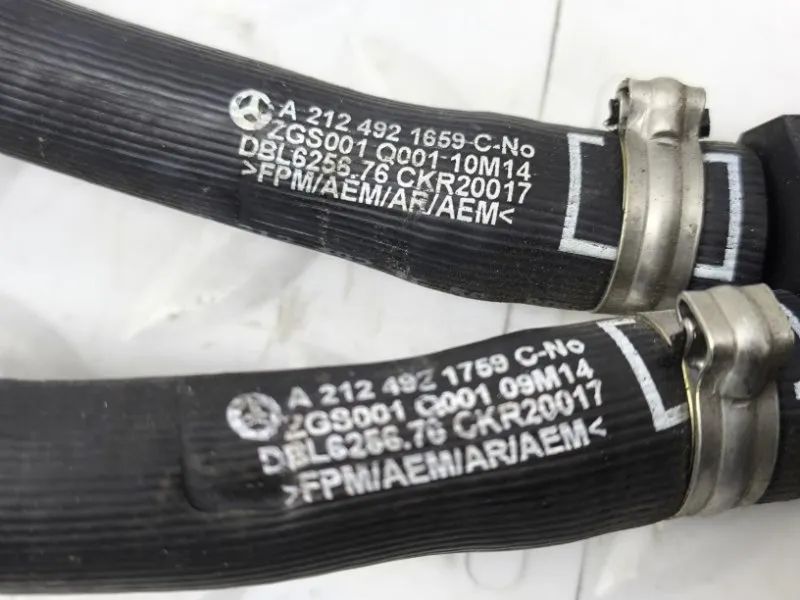 A 212 492 1659 C-No
ZGS001 Q001 10M14
DBL6256.76 CKR20017
>FPM/AEM/AR/AEM<
A 212 492 1759 C-No
ZGS001 Q001 09M14
DBL6256.76 CKR20017
>FPM/AEM/AR/AEM<